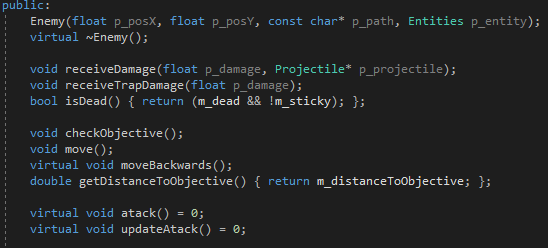 public:
Enemy(float p_posX, float p_posY, const char* p_path, Entities p_entity);
virtual ~Enemy();
void receiveDamage(float p_damage, Projectile* p_projectile);
void receiveTrapDamage(float p_damage);
bool isDead() { return (m_dead && !m_sticky); };
void checkObjective();
void move();
virtual void moveBackwards();
double getDistanceToObjective() { return m_distanceToObjective; };
virtual void atack() = 0;
virtual void updateAtack() = 0;